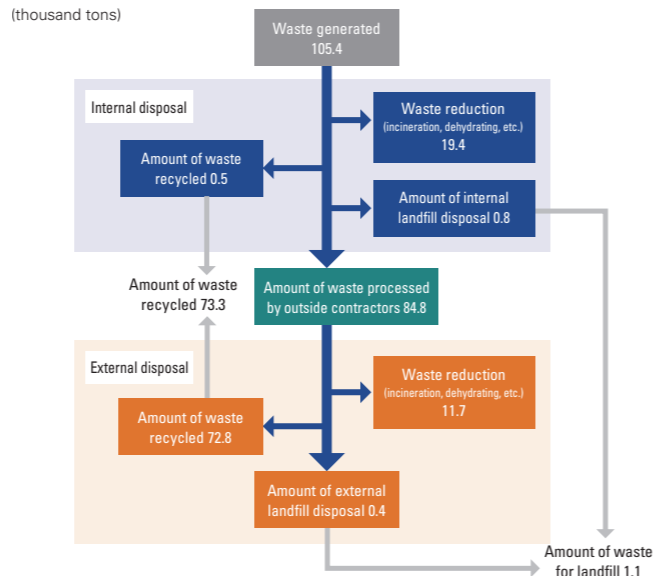 (thousand tons)
Waste generated
105.4
Internal disposal
Waste reduction
(incineration, dehydrating, etc.)
19.4
Amount of waste
recycled 0.5
Amount of internal
landfill disposal 0.8
Amount of waste
recycled 73.3
Amount of waste processed
by outside contractors 84.8
External disposal
Waste reduction
(incineration, dehydrating, etc.)
11.7
Amount of waste
recycled 72.8
Amount of external
landfill disposal 0.4
Amount of waste
for landfill 1.1